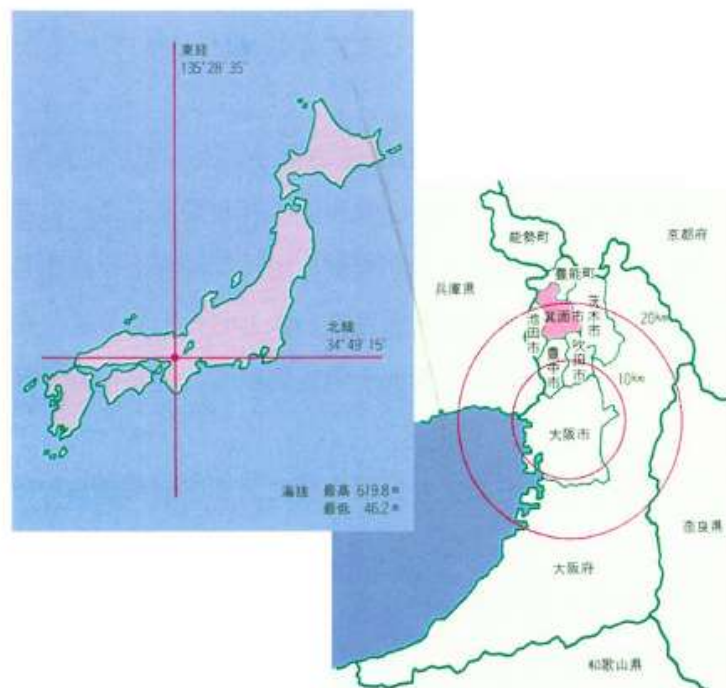 東経
135°28′35″
北緯
34°49′15″
海抜 最高 619.8m
最低 46.2m
能勢町
京都府
豊能町
兵庫県
箕面市
茨木市
池田市
豊中市
吹田市
20km
10km
大阪市
大阪府
奈良県
和歌山県